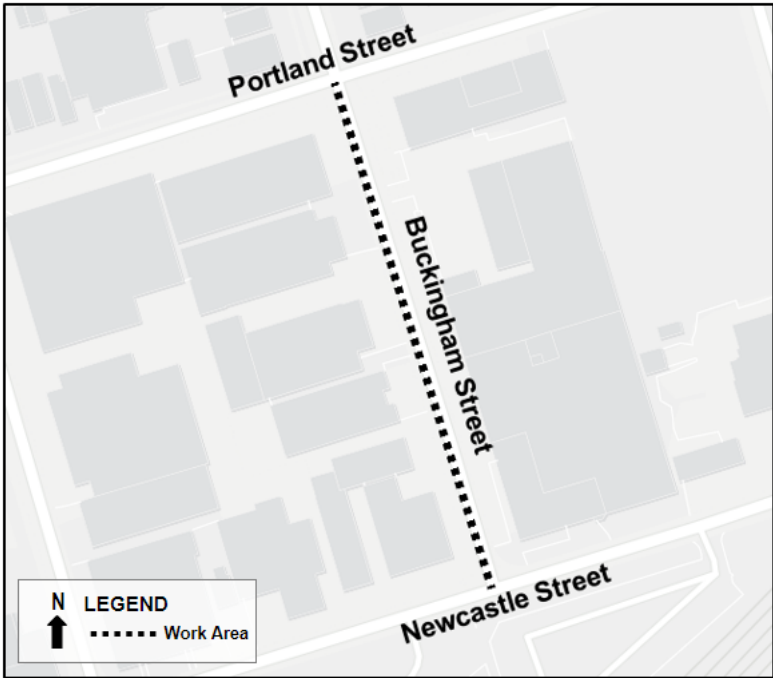 Portland Street
Buckingham Street
Newcastle Street
N LEGEND
Work Area